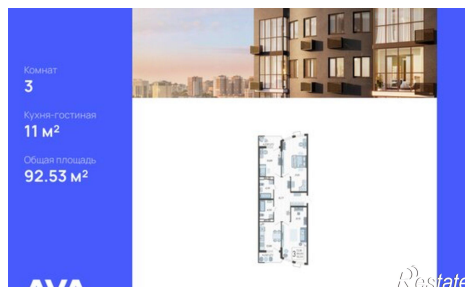 Комнат
3
Кухня-гостиная
11 м²
Общая площадь
92.53 м²
AVA
Restate